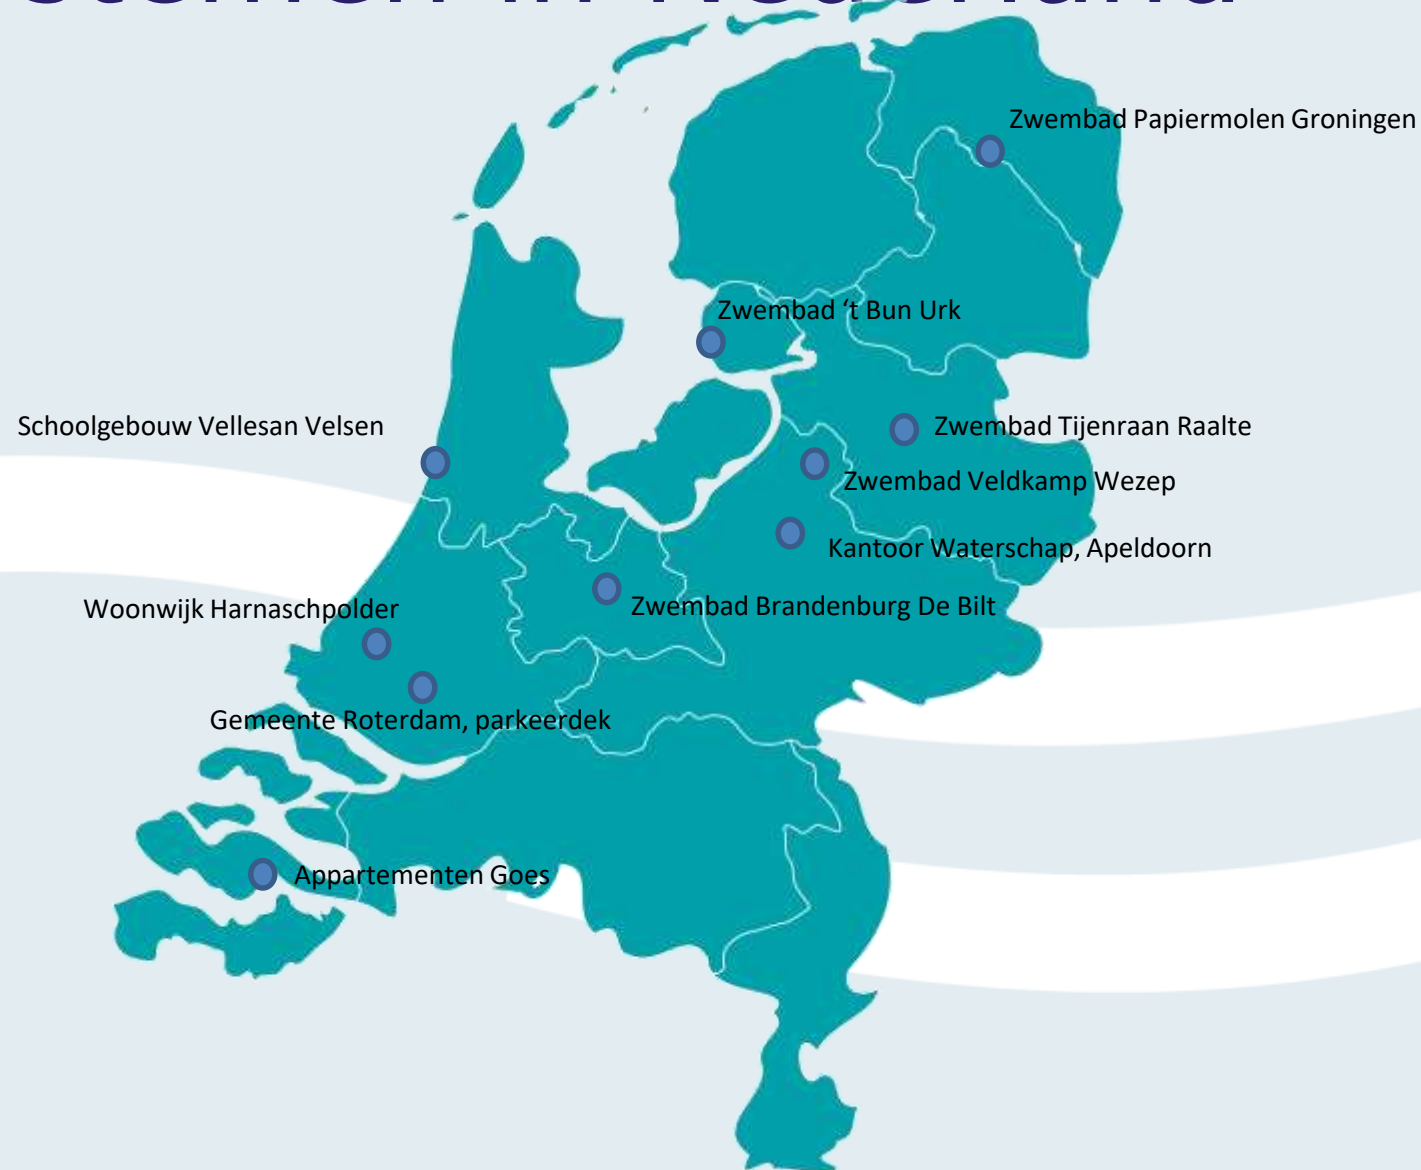 Zwembad Papiermolen Groningen
Zwembad ‘t Bun Urk
Schoolgebouw Vellesan Velsen
Zwembad Tijenraan Raalte
Zwembad Veldkamp Wezep
Kantoor Waterschap, Apeldoorn
Woonwijk Harnaschpolder
Zwembad Brandenburg De Bilt
Gemeente Roterdam, parkeerdek
Appartementen Goes